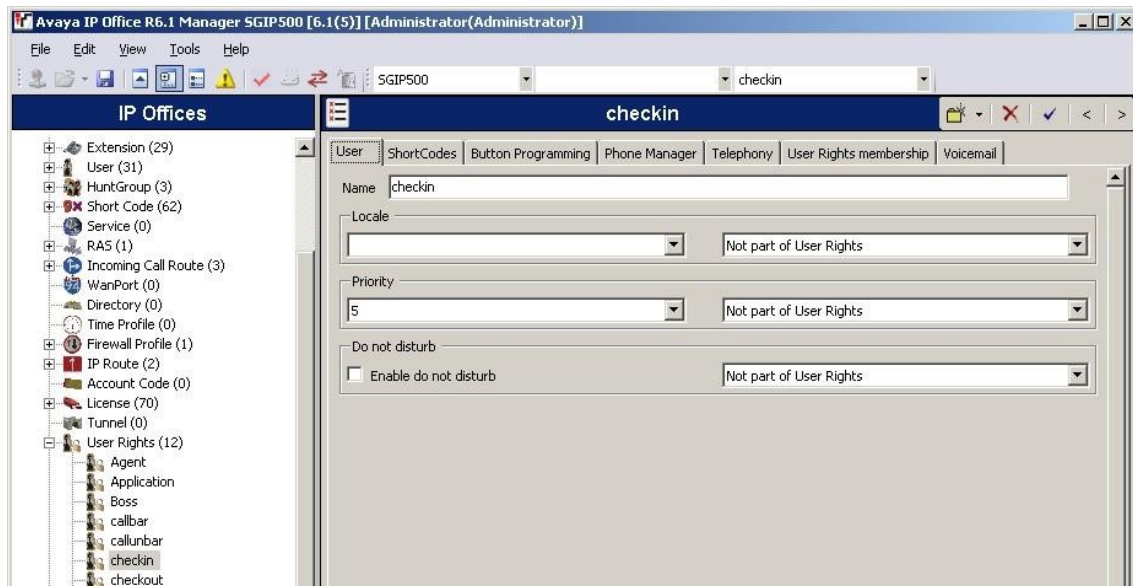 Avaya IP Office R6.1 Manager SGIP500 [6.1(5)] [Administrator(Administrator)]
File Edit View Tools Help
SGIP500 checkin
IP Offices
Extension (29)
User (31)
HuntGroup (3)
Short Code (62)
Service (0)
RAS (1)
Incoming Call Route (3)
WanPort (0)
Directory (0)
Time Profile (0)
Firewall Profile (1)
IP Route (2)
Account Code (0)
License (70)
Tunnel (0)
User Rights (12)
Agent
Application
Boss
callbar
callunbar
checkin
checkout
checkin
User ShortCodes Button Programming Phone Manager Telephony User Rights membership Voicemail
Name checkin
Locale
Not part of User Rights
Priority
5 Not part of User Rights
Do not disturb
Enable do not disturb Not part of User Rights